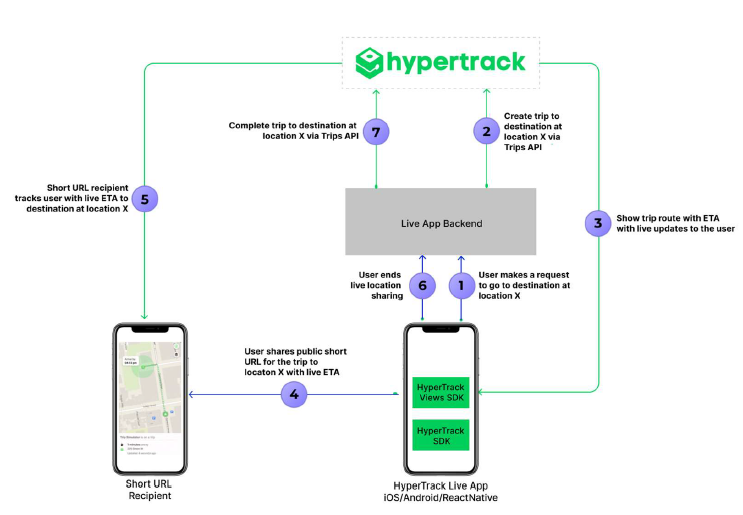 hypertrack
Complete trip to destination at
location X via Trips API
7
2
Create trip to
destination at
location X via
Trips API
Short URL recipient
tracks user with live ETA to
destination at location X
5
Live App Backend
3
Show trip route with ETA
with live updates to the user
User ends
live location
sharing
6
1
User makes a request
to go to destination at
location X
User shares public short
URL for the trip to
locaton X with live ETA
4
HyperTrack
Views SDK
HyperTrack
SDK
Short URL
Recipient
HyperTrack Live App
iOS/Android/ReactNative